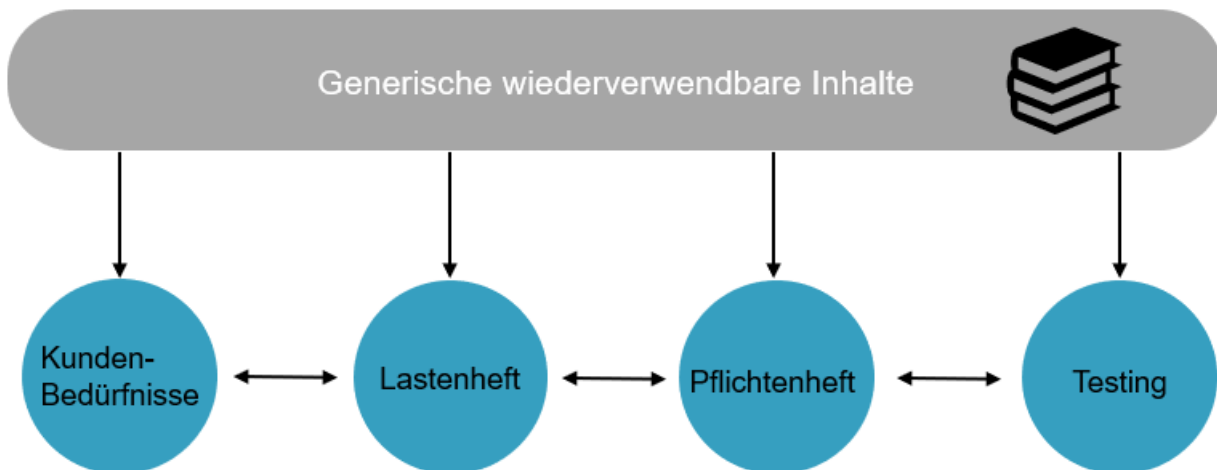 Generische wiederverwendbare Inhalte
Kunden-
Bedürfnisse
Lastenheft
Pflichtenheft
Testing